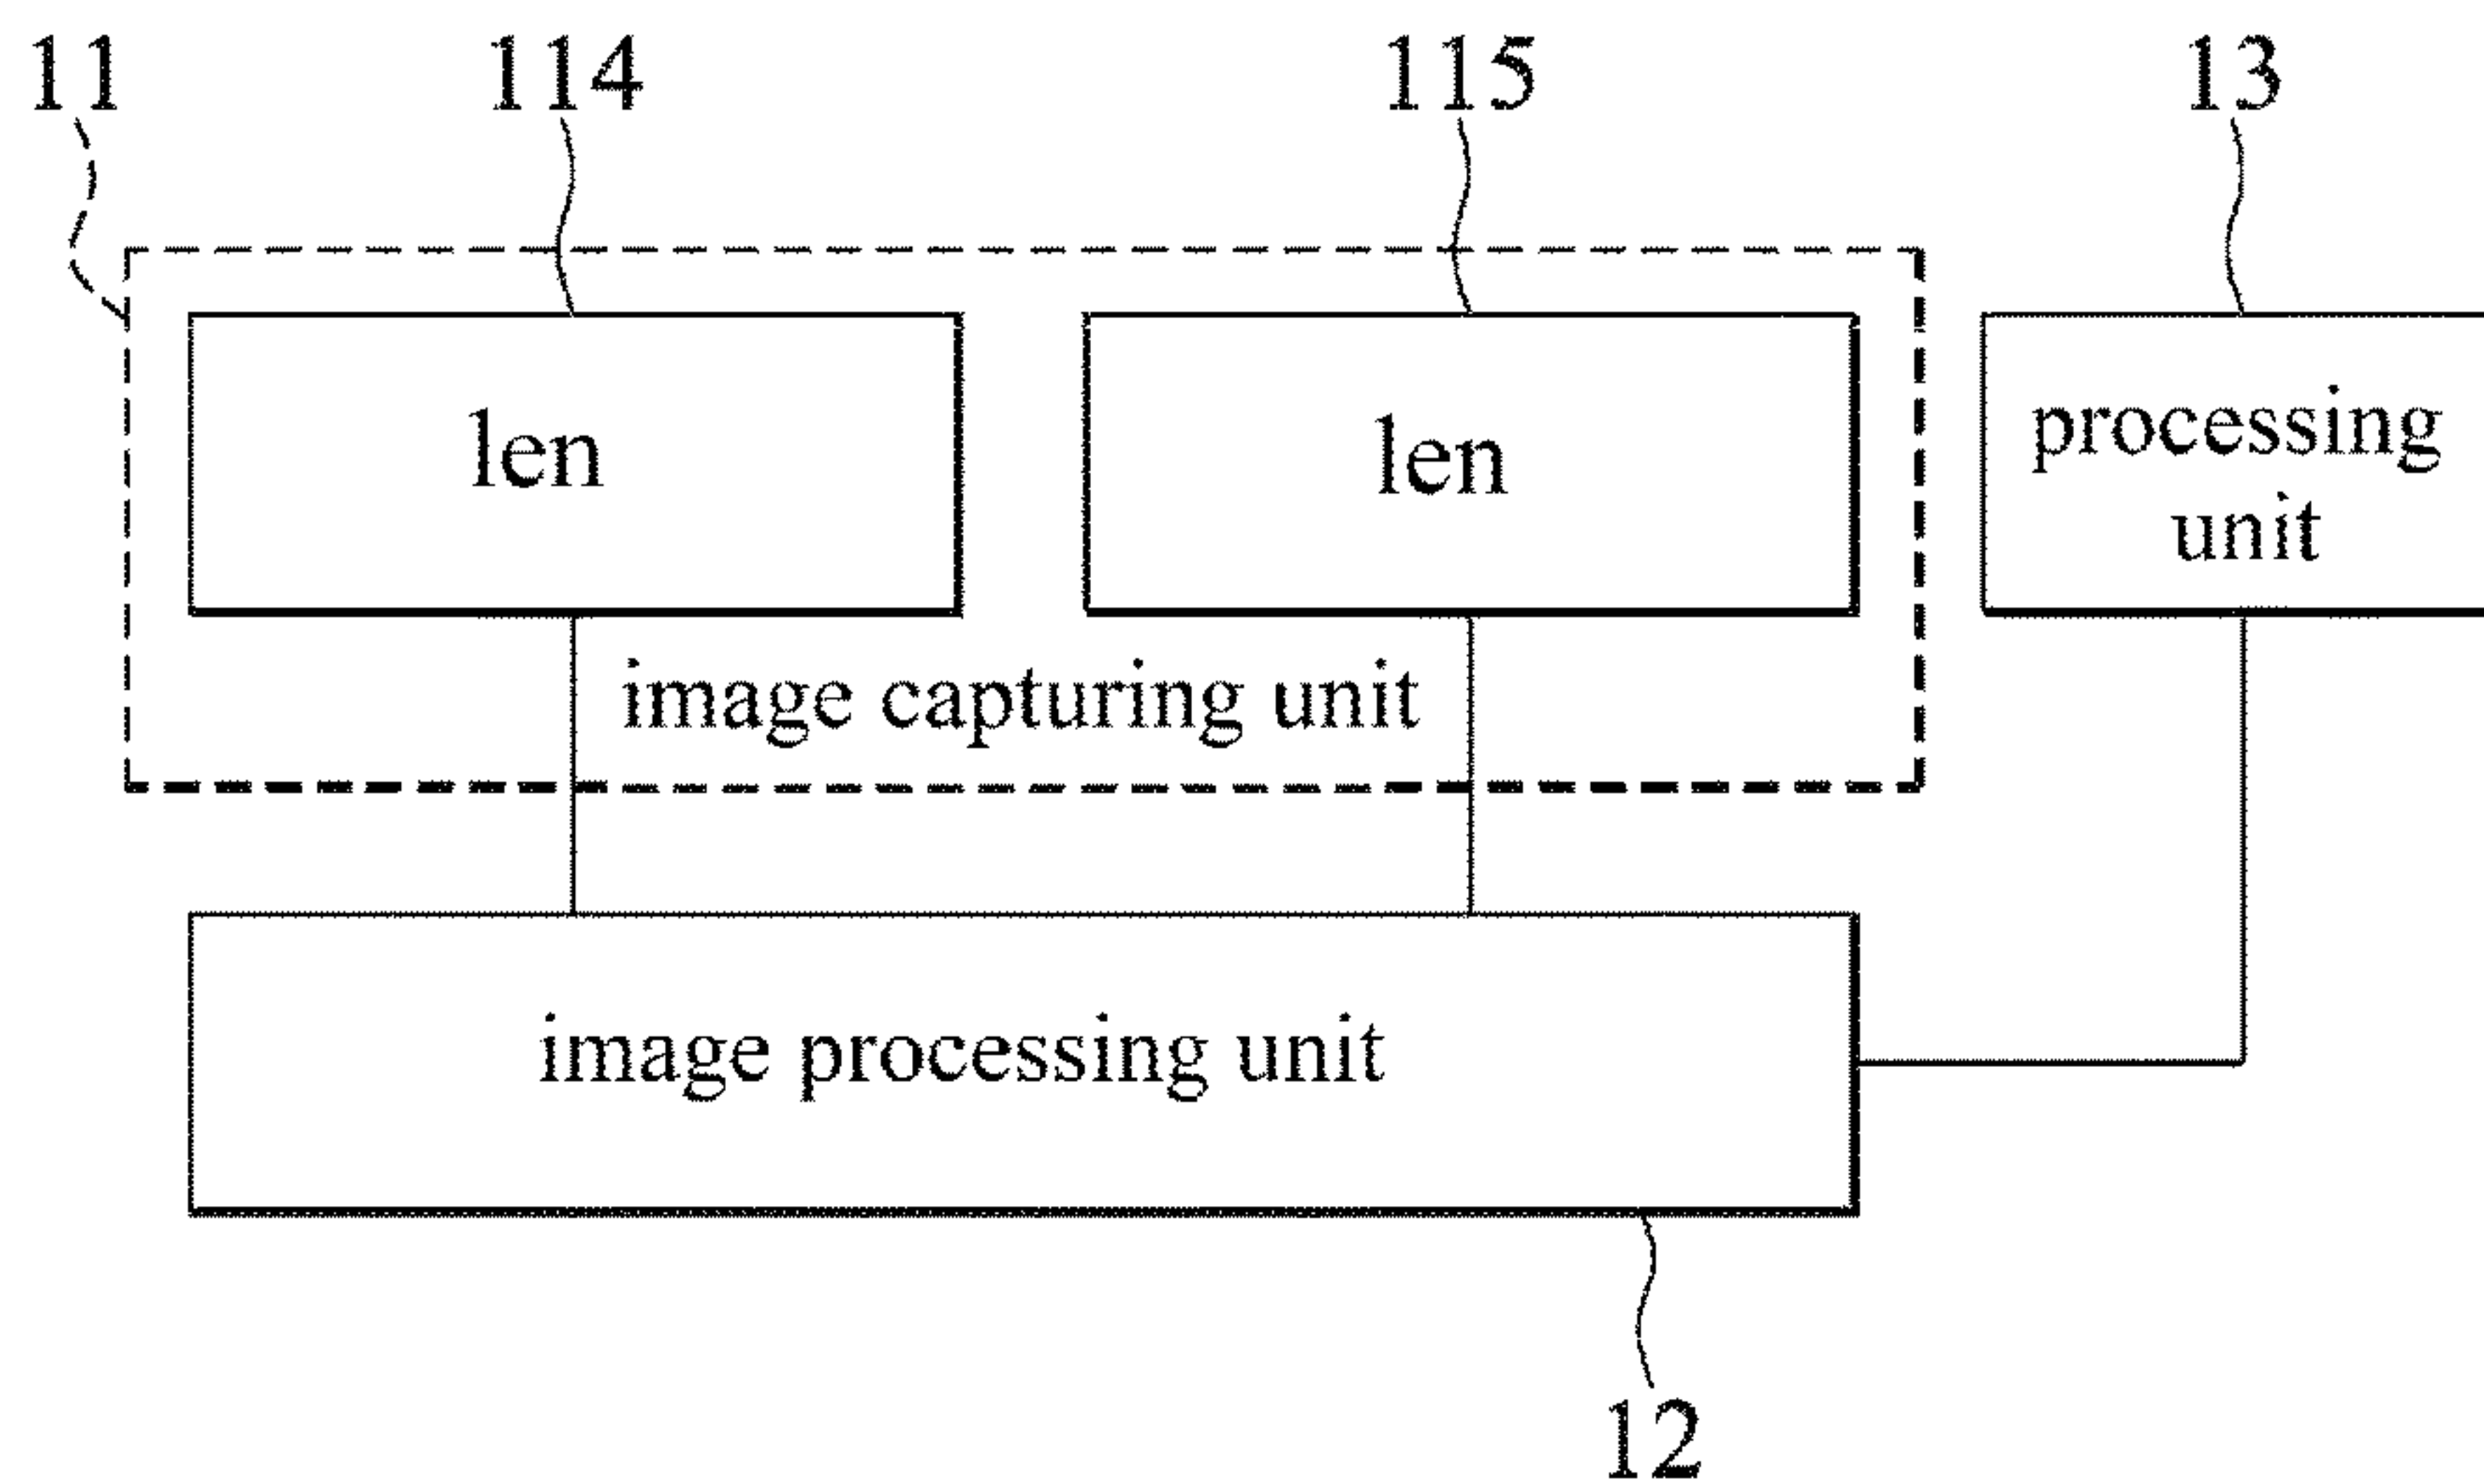 11
114
115
13
len
len
processing
unit
image capturing unit
image processing unit
12